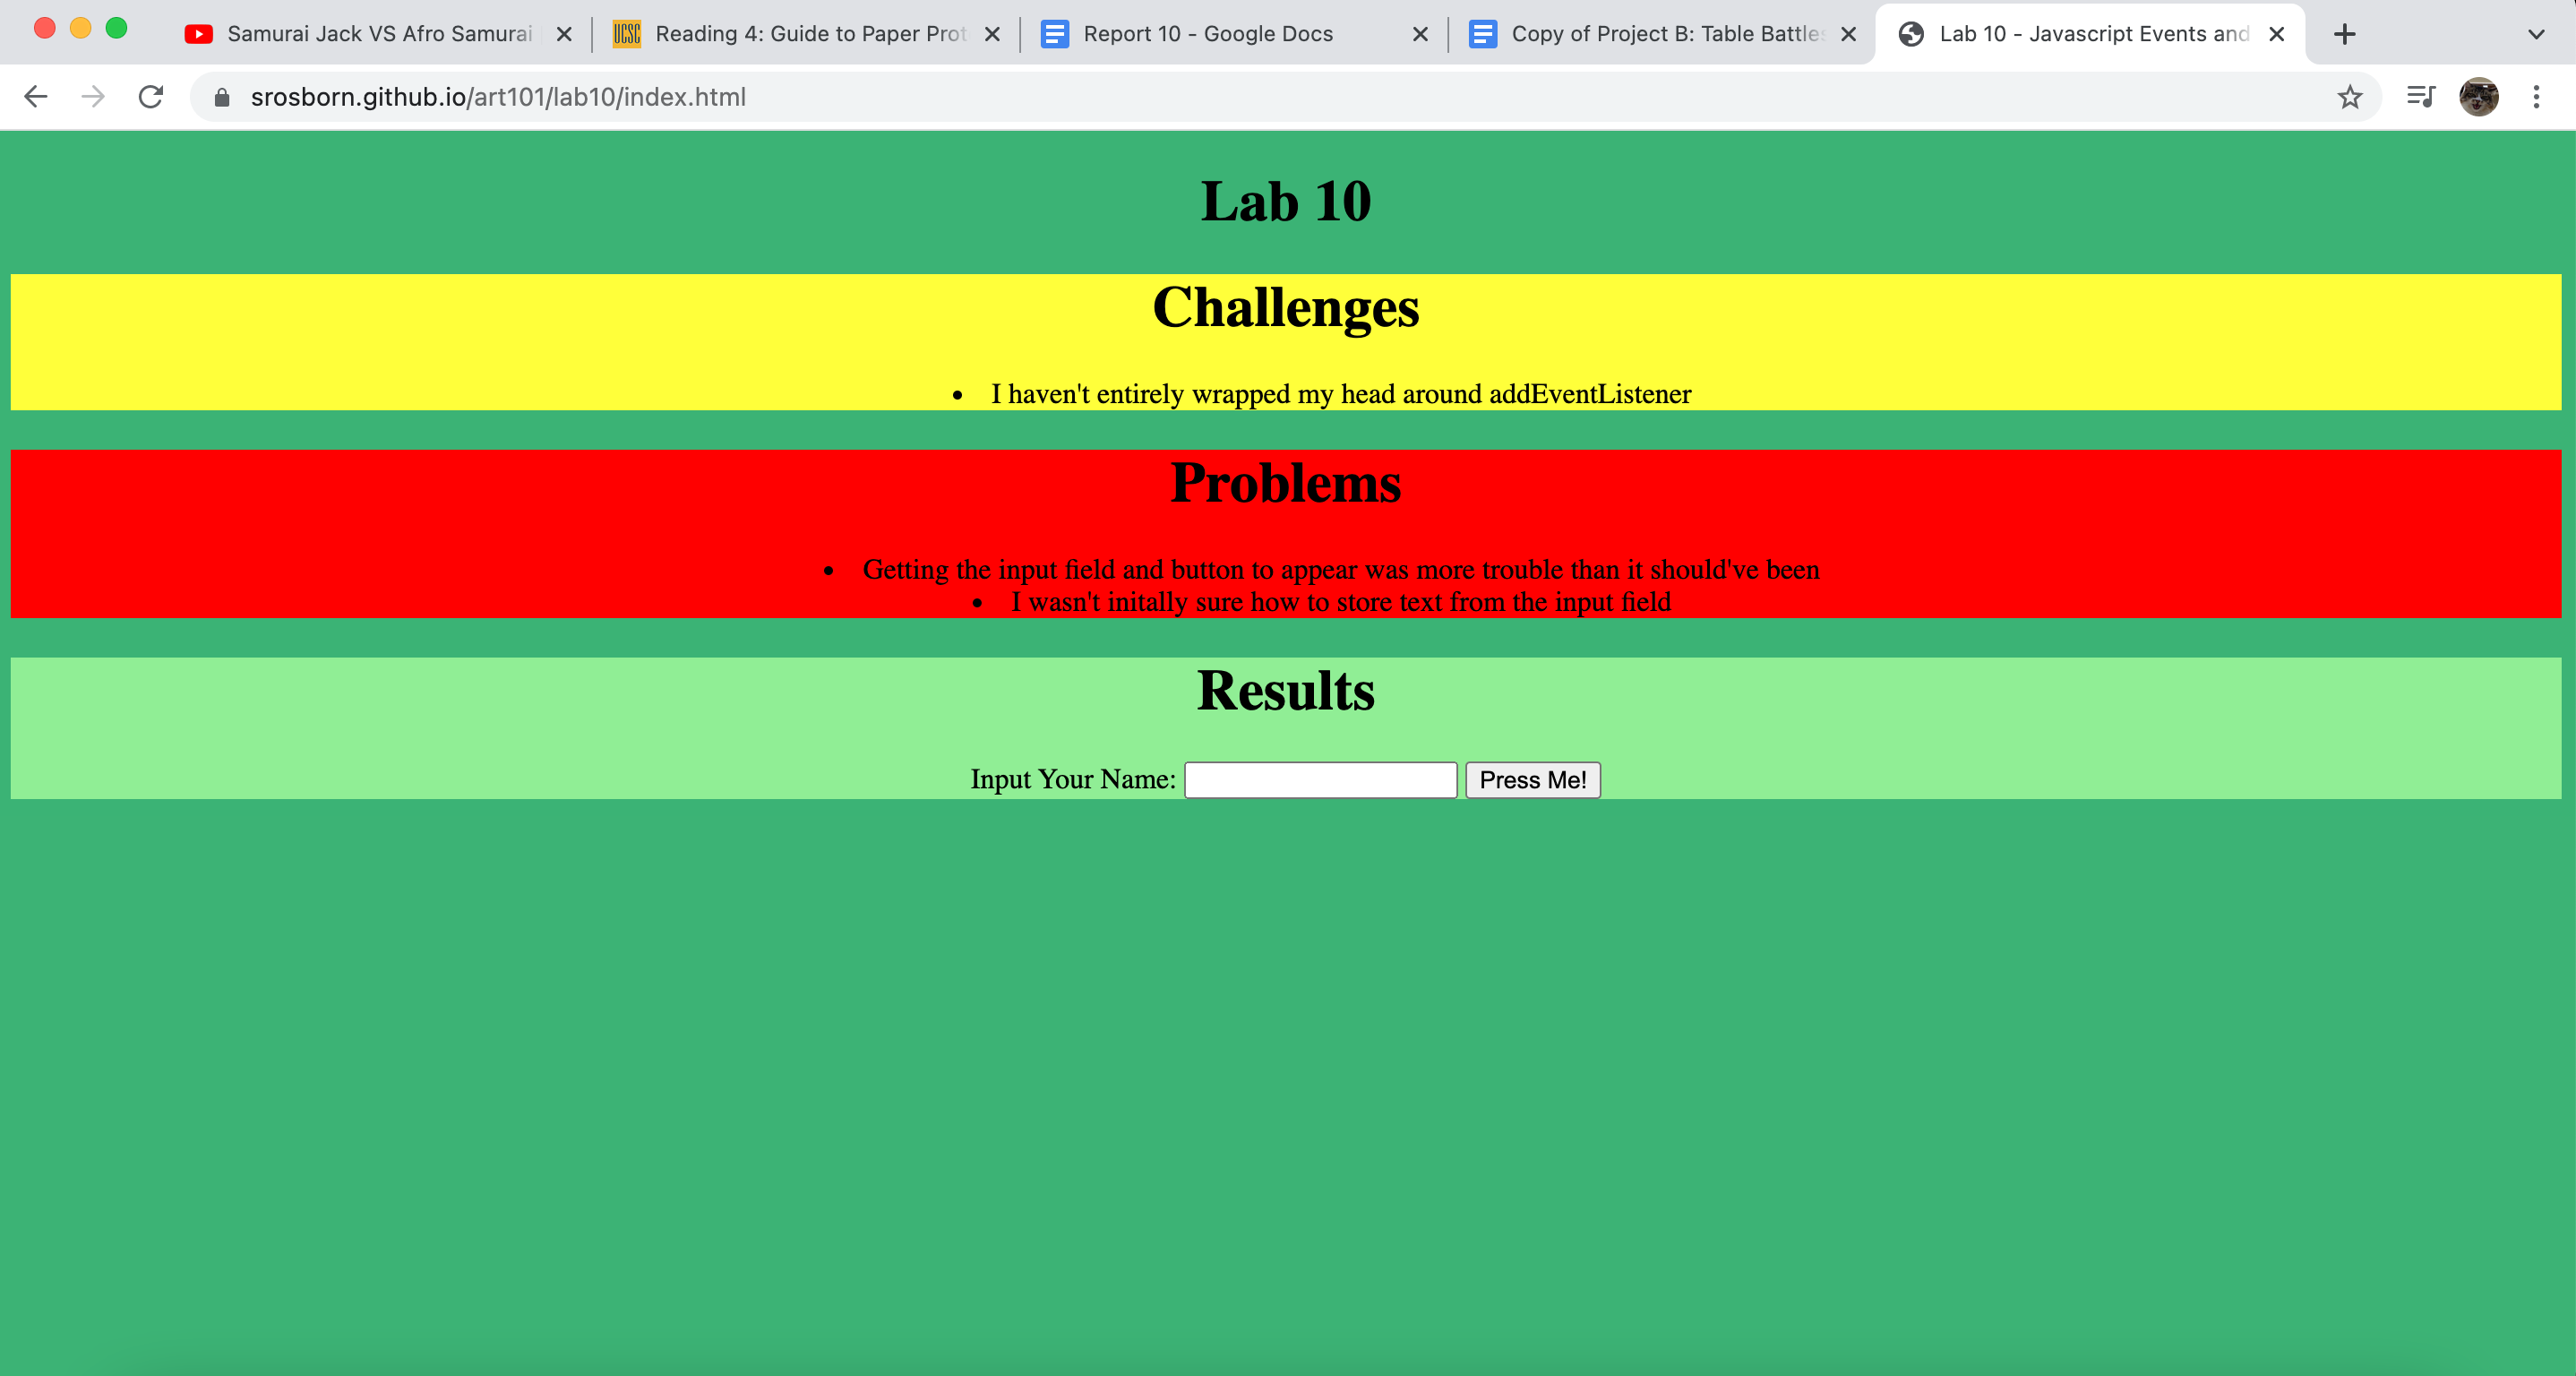 Samurai Jack VS Afro Samurai
Reading 4: Guide to Paper Prot
Report 10 - Google Docs
Copy of Project B: Table Battles
Lab 10 - Javascript Events and
srosborn.github.io/art101/lab10/index.html
Lab 10
Challenges
• I haven't entirely wrapped my head around addEventListener
Problems
• Getting the input field and button to appear was more trouble than it should've been
• I wasn't initally sure how to store text from the input field
Results
Input Your Name: Press Me!